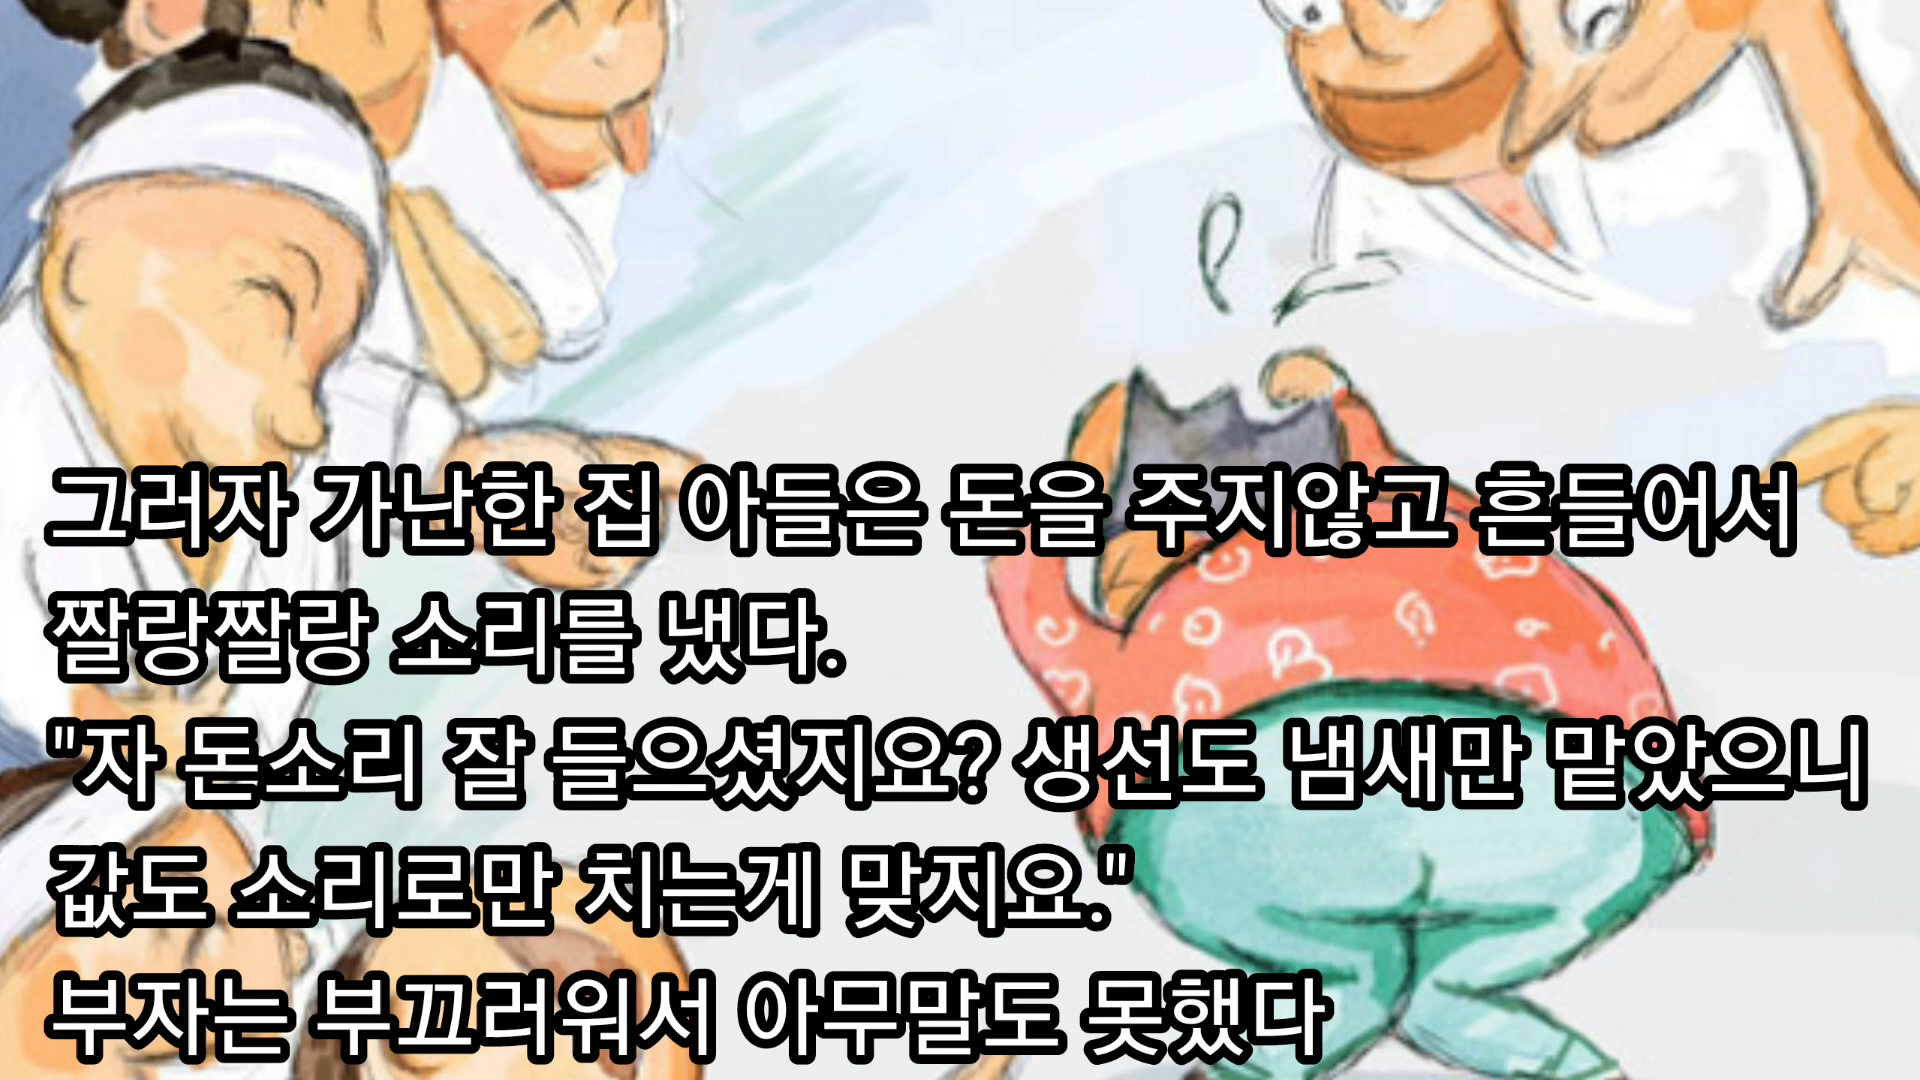 그러자 가난한 집 아들은 돈을 주지않고 흔들어서
짤랑짤랑 소리를 냈다.
"자 돈소리 잘 들으셨지요? 생선도 냄새만 맡았으니
값도 소리로만 치는게 맞지요."
부자는 부끄러워서 아무말도 못했다